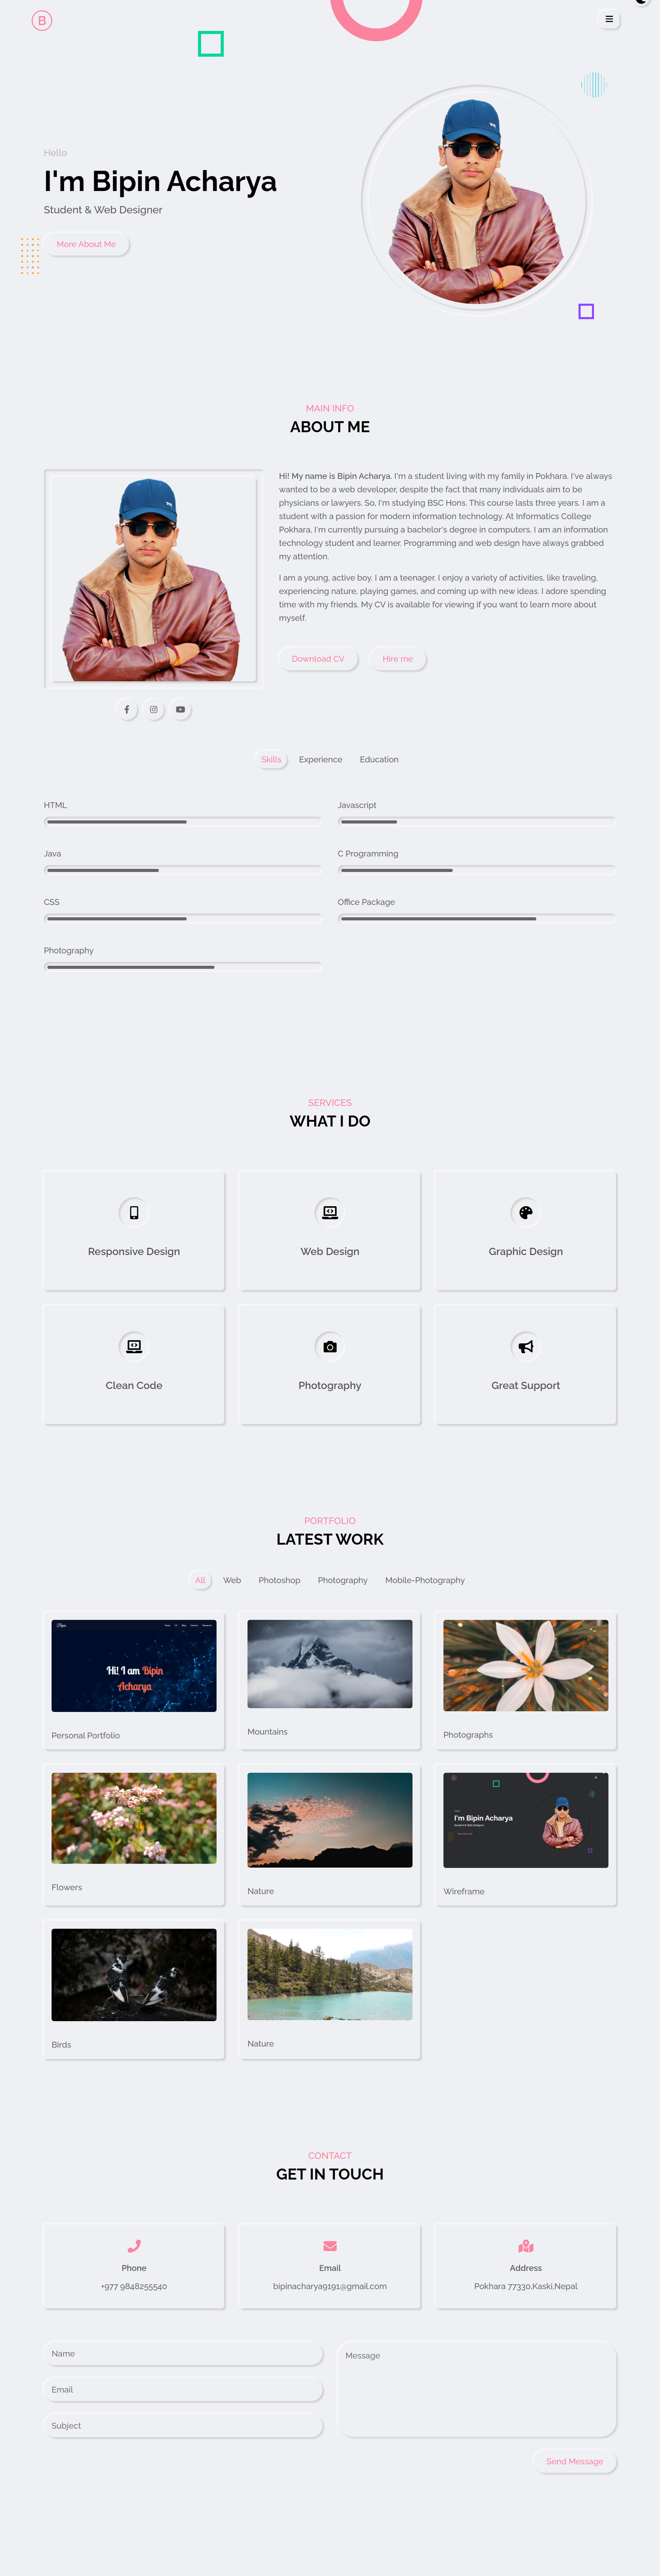 B
Hello
I'm Bipin Acharya
Student & Web Designer
More About Me
MAIN INFO
ABOUT ME
Hi! My name is Bipin Acharya. I'm a student living with my family in Pokhara. I've always
wanted to be a web developer, despite the fact that many individuals aim to be
physicians or lawyers. So, I'm studying BSC Hons. This course lasts three years. I am a
student with a passion for modern information technology. At Informatics College
Pokhara, I'm currently pursuing a bachelor's degree in computers. I am an information
technology student and learner. Programming and web design have always grabbed
my attention.
I am a young, active boy. I am a teenager. I enjoy a variety of activities, like traveling,
experiencing nature, playing games, and coming up with new ideas. I adore spending
time with my friends. My CV is available for viewing if you want to learn more about
myself.
Download CV Hire me
Skills Experience Education
HTML Javascript
Java C Programming
CSS Office Package
Photography
SERVICES
WHAT I DO
Responsive Design Web Design Graphic Design
Clean Code Photography Great Support
PORTFOLIO
LATEST WORK
All Web Photoshop Photography Mobile-Photography
Hi! I am Bipin
Acharya
Personal Portfolio Mountains Photographs
I'm Bipin Acharya
Flowers Nature Wireframe
Birds Nature
CONTACT
GET IN TOUCH
Phone Email Address
+977 9848255540 bipinacharya9191@gmail.com Pokhara 77330,Kaski,Nepal
Name Message
Email
Subject
Send Message